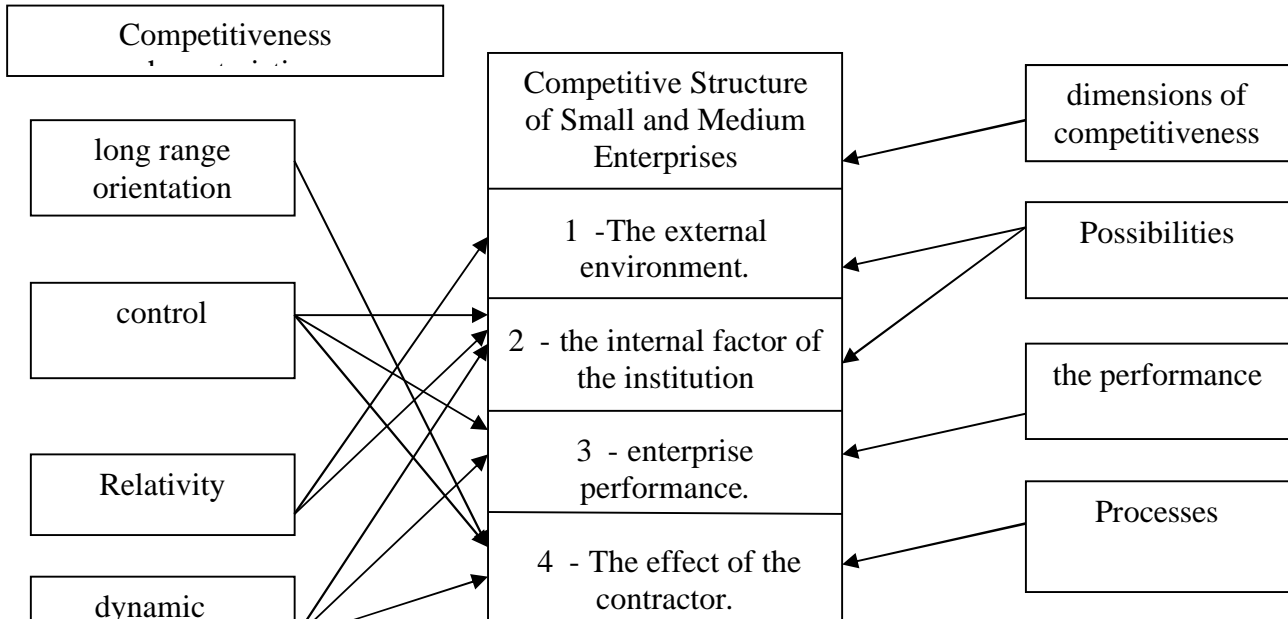 Competitiveness
long range
orientation
control
Relativity
dynamic
Competitive Structure
of Small and Medium
Enterprises
1 -The external
environment.
2 - the internal factor of
the institution
3 - enterprise
performance.
4 - The effect of the
contractor.
dimensions of
competitiveness
Possibilities
the performance
Processes